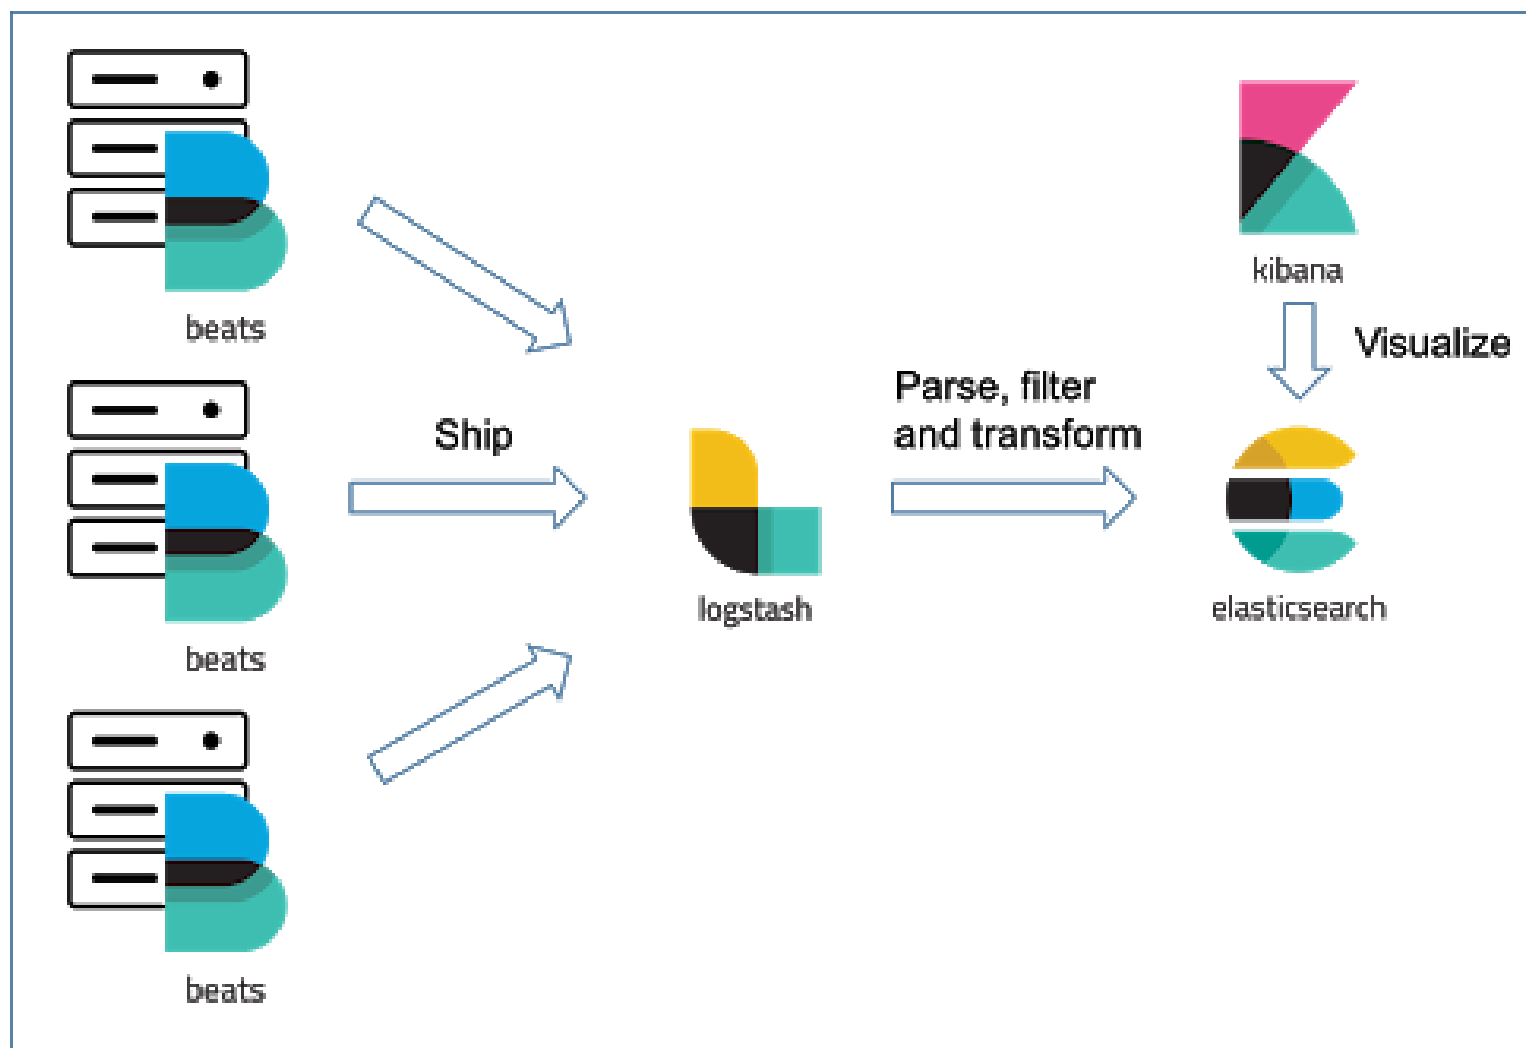 beats
beats
beats
Ship
logstash
Parse, filter
and transform
kibana
Visualize
elasticsearch